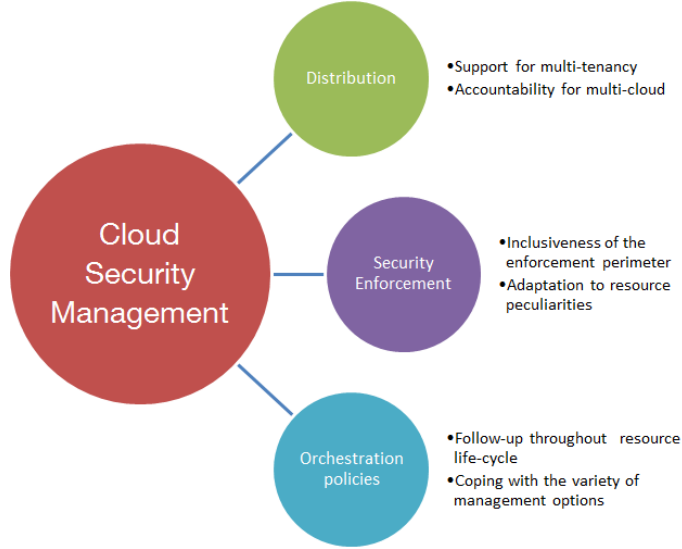 Distribution
•Support for multi-tenancy
•Accountability for multi-cloud
Cloud
Security
Management
Security
Enforcement
•Inclusiveness of the
enforcement perimeter
•Adaptation to resource
peculiarities
Orchestration
policies
•Follow-up throughout resource
life-cycle
•Coping with the variety of
management options